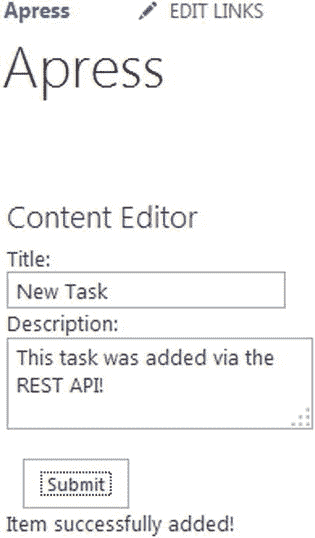 Apress EDIT LINKS
Apress
Content Editor
Title:
New Task
Description:
This task was added via the
REST API!
Submit
Item successfully added!